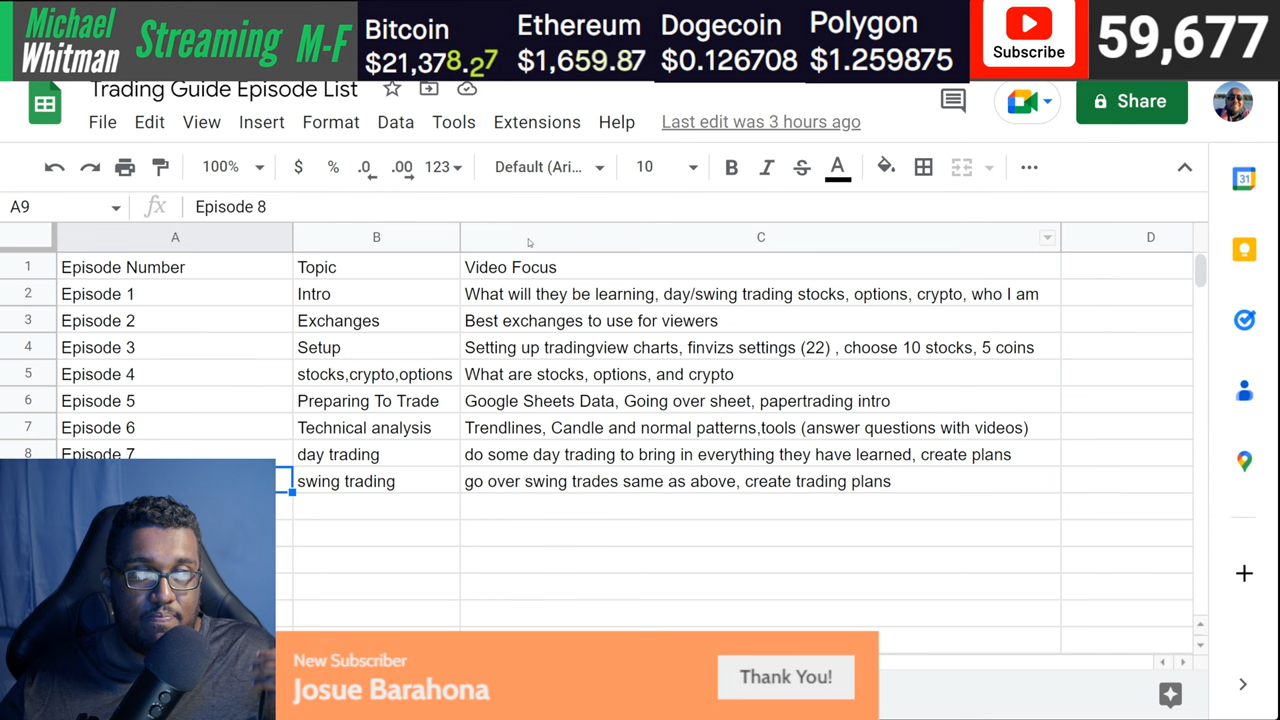 Michael
Whitman
Streaming M-F
Bitcoin
$21,378.27
Ethereum
$1,659.87
Dogecoin
$0.126708
Polygon
$1.259875
Subscribe
59,677
Trading Guide Episode List
Share
File Edit View Insert Format Data Tools Extensions Help Last edit was 3 hours ago
100% $ % .0 .00 123 Default (Ari... 10 B I S A ...
A9 fx Episode 8
31
A B C D
1 Episode Number Topic Video Focus
2 Episode 1 Intro What will they be learning, day/swing trading stocks, options, crypto, who I am
3 Episode 2 Exchanges Best exchanges to use for viewers
4 Episode 3 Setup Setting up tradingview charts, finvizs settings (22) , choose 10 stocks, 5 coins
5 Episode 4 stocks,crypto,options What are stocks, options, and crypto
6 Episode 5 Preparing To Trade Google Sheets Data, Going over sheet, papertrading intro
7 Episode 6 Technical analysis Trendlines, Candle and normal patterns,tools (answer questions with videos)
8 Episode 7 day trading do some day trading to bring in everything they have learned, create plans
swing trading go over swing trades same as above, create trading plans
New Subscriber
Josue Barahona
Thank You!